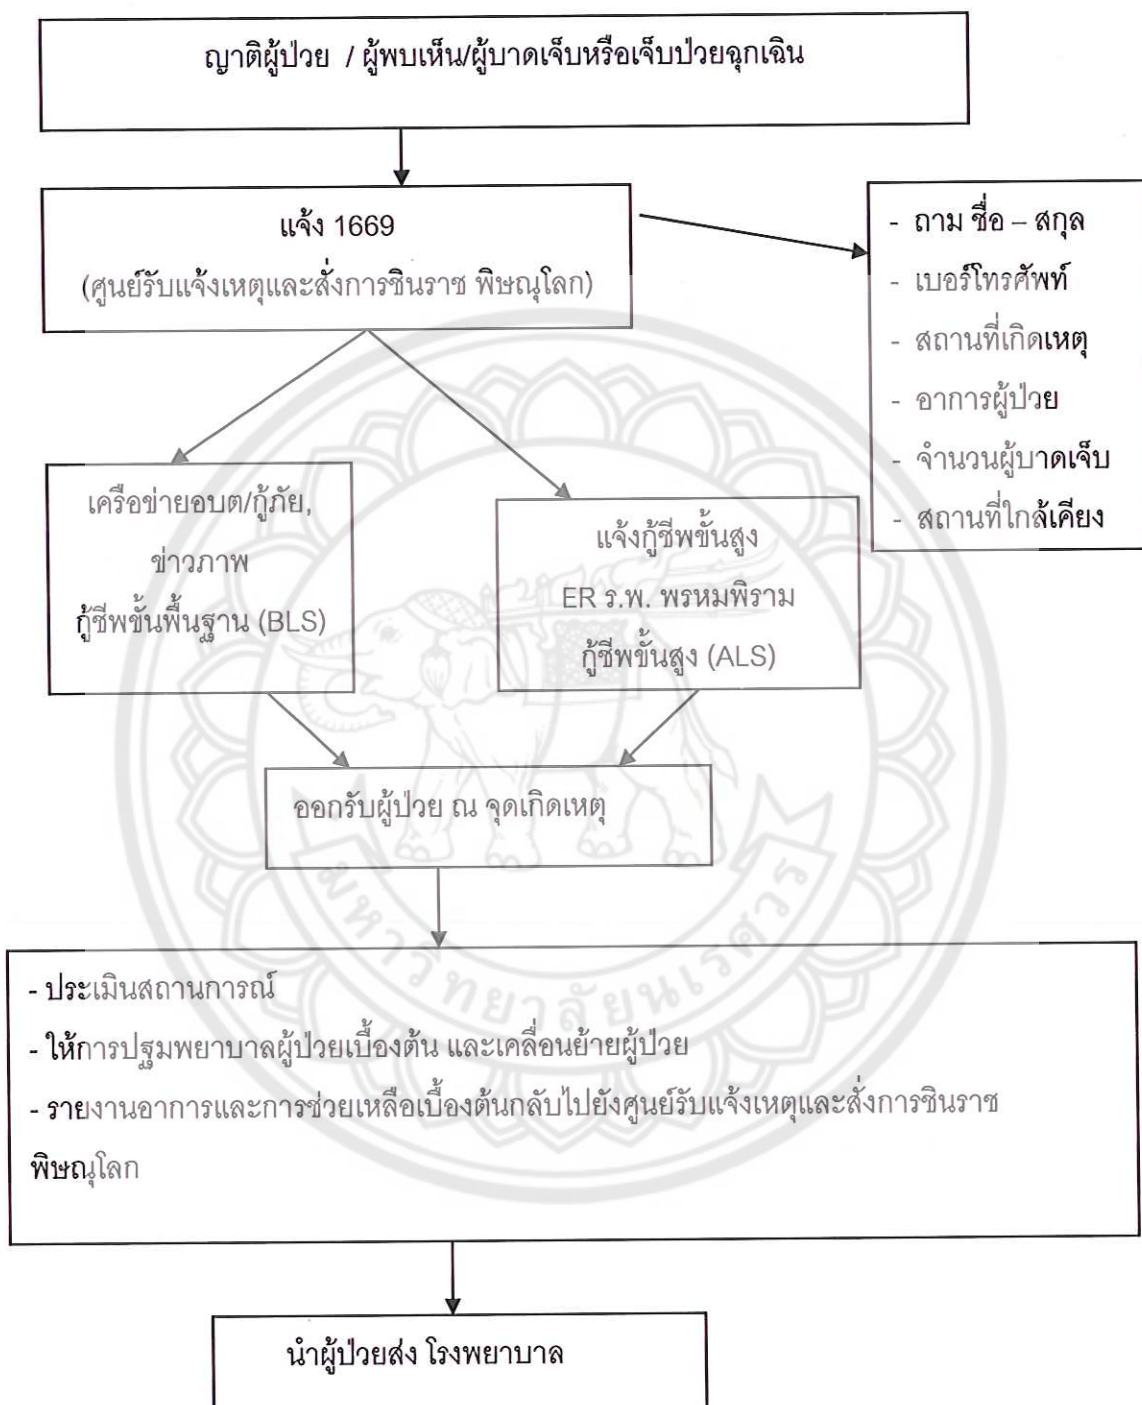 ญาติผู้ป่วย / ผู้พบเห็น/ผู้บาดเจ็บหรือเจ็บป่วยฉุกเฉิน
แจ้ง 1669
(ศูนย์รับแจ้งเหตุและสั่งการชินราช พิษณุโลก)
- ถาม ชื่อ – สกุล
- เบอร์โทรศัพท์
- สถานที่เกิดเหตุ
- อาการผู้ป่วย
- จำนวนผู้บาดเจ็บ
- สถานที่ใกล้เคียง
เครือข่ายอบต/กู้ภัย,
ข่าวภาพ
กู้ชีพขั้นพื้นฐาน (BLS)
แจ้งกู้ชีพขั้นสูง
ER ร.พ. พรหมพิราม
กู้ชีพขั้นสูง (ALS)
ออกรับผู้ป่วย ณ จุดเกิดเหตุ
- ประเมินสถานการณ์
- ให้การปฐมพยาบาลผู้ป่วยเบื้องต้น และเคลื่อนย้ายผู้ป่วย
- รายงานอาการและการช่วยเหลือเบื้องต้นกลับไปยังศูนย์รับแจ้งเหตุและสั่งการชินราช
พิษณุโลก
นำผู้ป่วยส่ง โรงพยาบาล
มหาวิทยาลัยนเรศวร